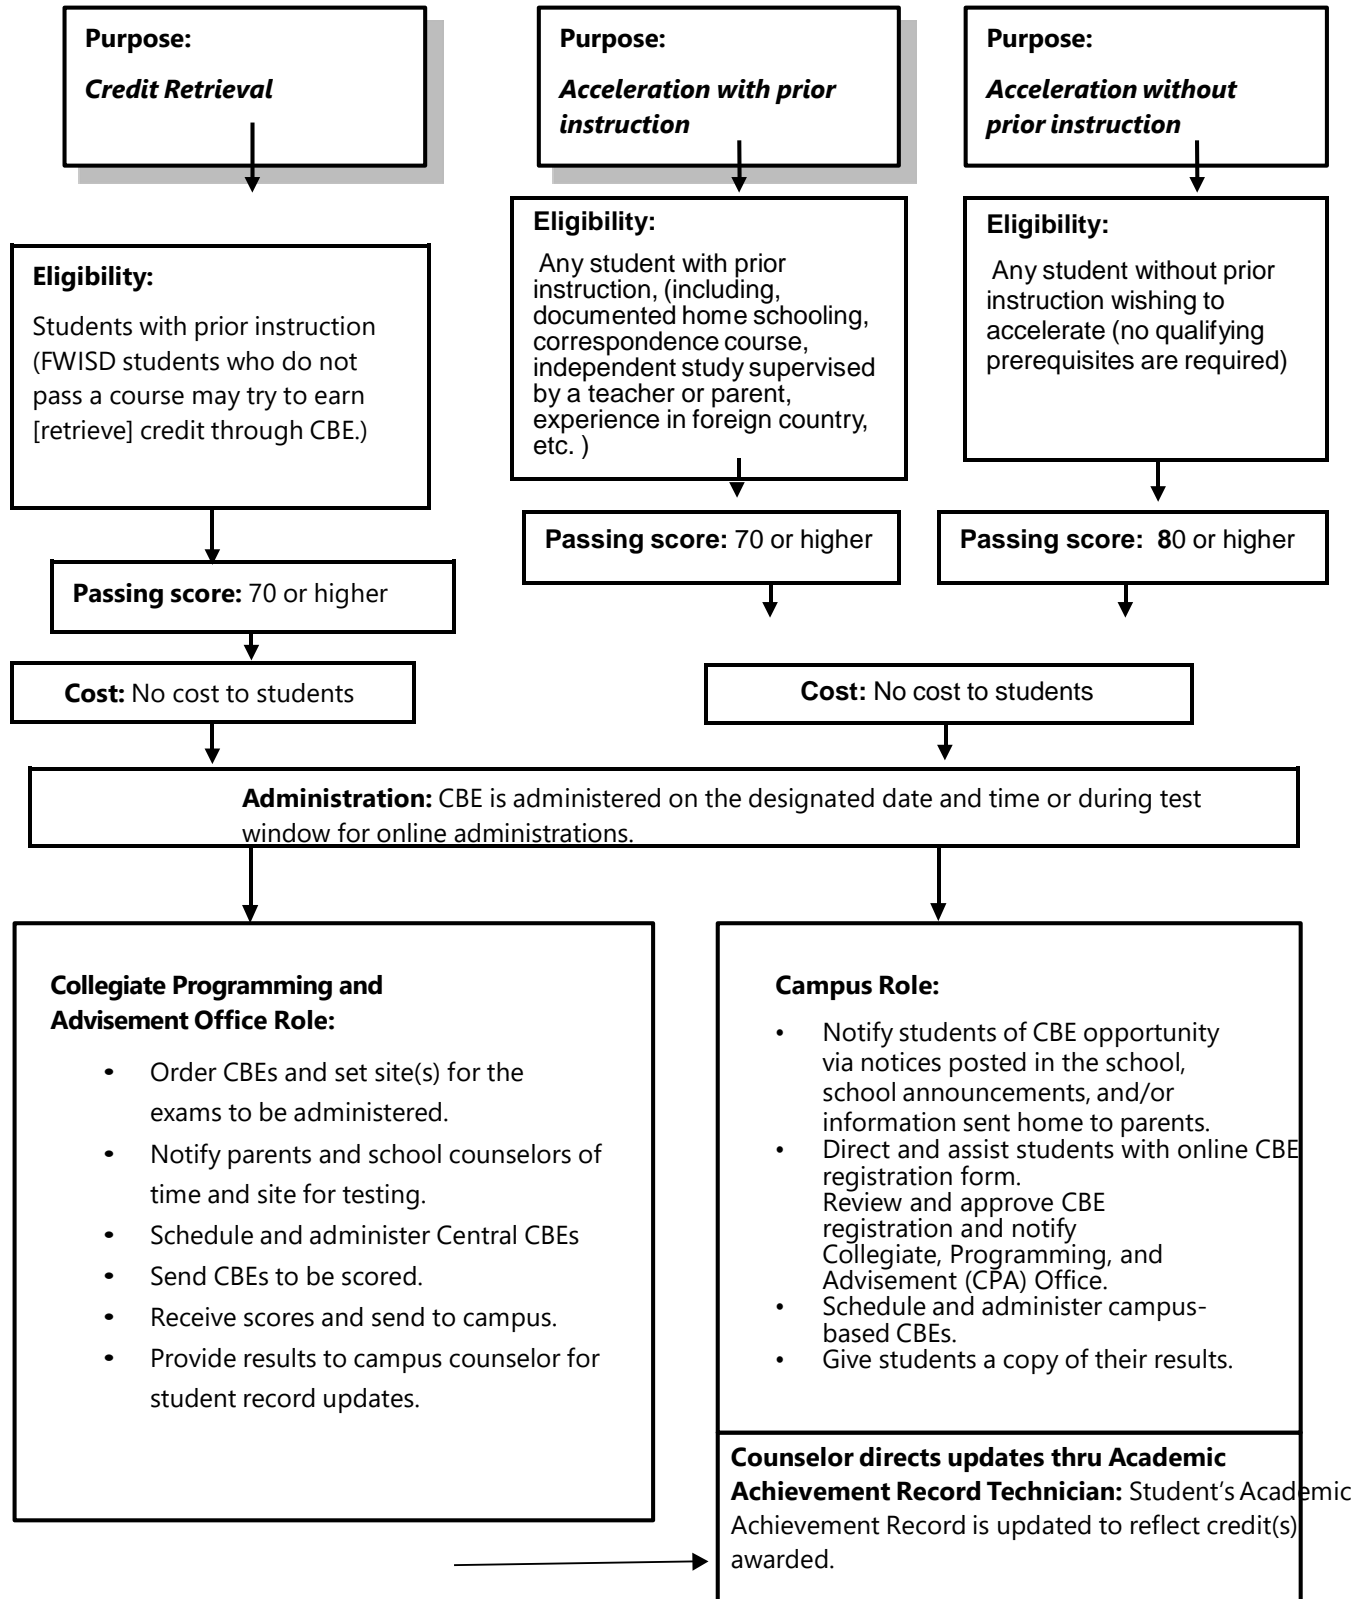 Purpose:
Credit Retrieval
Purpose:
Acceleration with prior
instruction
Purpose:
Acceleration without
prior instruction
Eligibility:
Students with prior instruction
(FWISD students who do not
pass a course may try to earn
[retrieve] credit through CBE.)
Eligibility:
Any student with prior
instruction, (including,
documented home schooling,
correspondence course,
independent study supervised
by a teacher or parent,
experience in foreign country,
etc. )
Eligibility:
Any student without prior
instruction wishing to
accelerate (no qualifying
prerequisites are required)
Passing score: 70 or higher
Passing score: 70 or higher
Passing score: 80 or higher
Cost: No cost to students
Cost: No cost to students
Administration: CBE is administered on the designated date and time or during test
window for online administrations.
Collegiate Programming and
Advisement Office Role:
• Order CBEs and set site(s) for the
exams to be administered.
• Notify parents and school counselors of
time and site for testing.
• Schedule and administer Central CBEs
• Send CBEs to be scored.
• Receive scores and send to campus.
• Provide results to campus counselor for
student record updates.
Campus Role:
• Notify students of CBE opportunity
via notices posted in the school,
school announcements, and/or
information sent home to parents.
• Direct and assist students with online CBE
registration form.
Review and approve CBE
registration and notify
Collegiate, Programming, and
Advisement (CPA) Office.
• Schedule and administer campus-
based CBEs.
• Give students a copy of their results.
Counselor directs updates thru Academic
Achievement Record Technician: Student's Academic
Achievement Record is updated to reflect credit(s)
awarded.